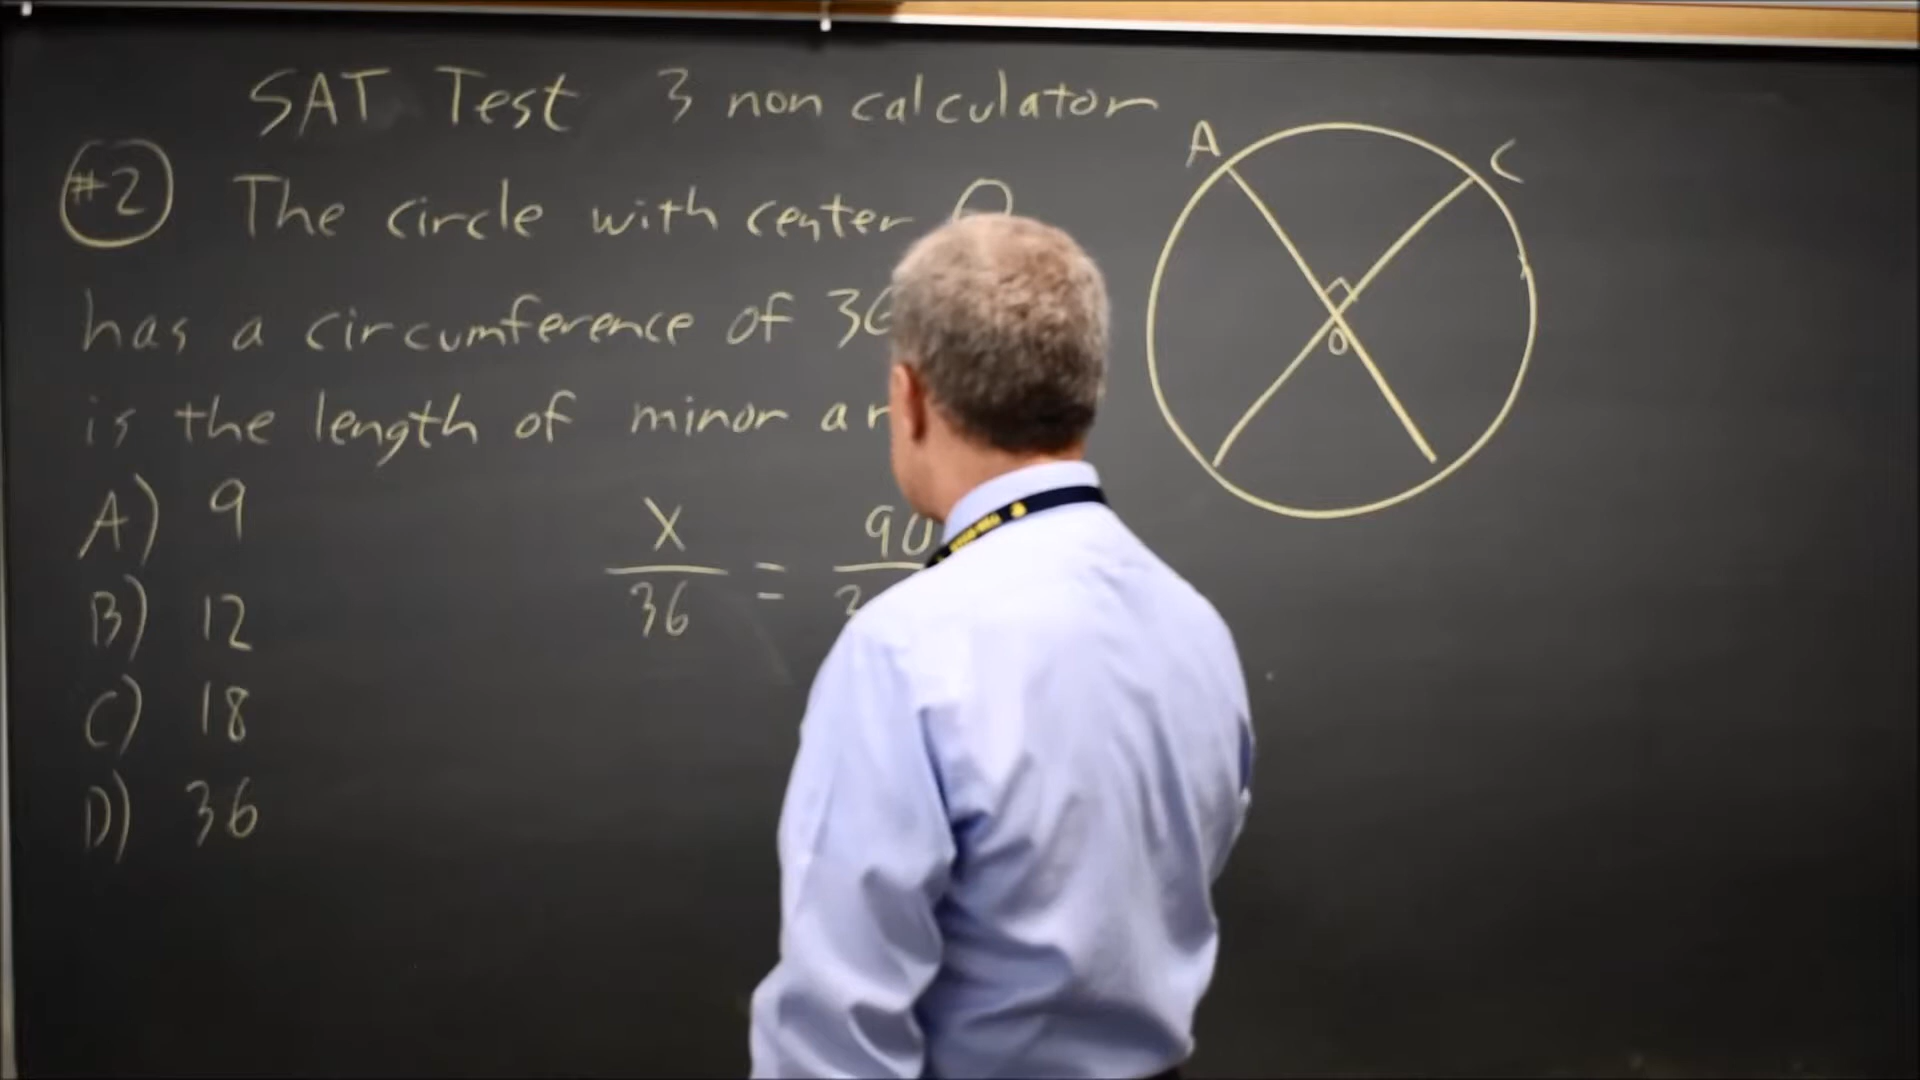 SAT Test 3 non calculator
#2 The circle with center O
has a circumference of 36
is the length of minor
A) 9
B) 12
C) 18
D) 36
X
36
=
90
A
C
O